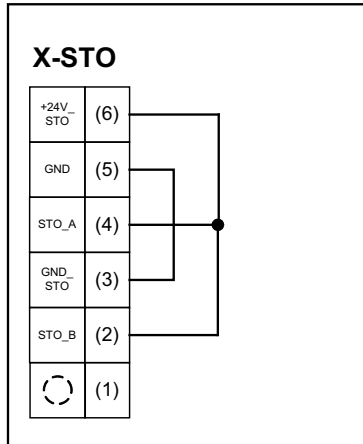 X-STO
+24V_
STO
(6)
GND
(5)
STO_A
(4)
GND_
STO
(3)
STO_B
(2)
(1)